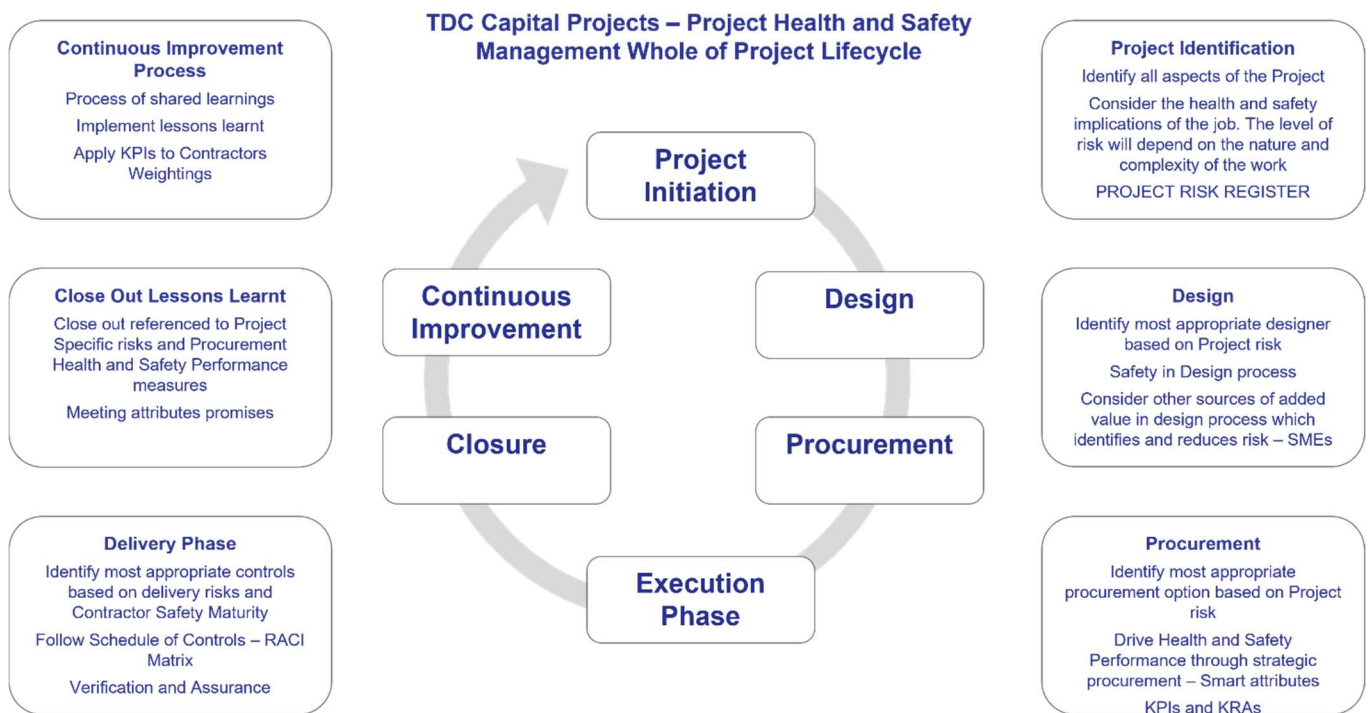 TDC Capital Projects – Project Health and Safety
Management Whole of Project Lifecycle
Continuous Improvement
Process
Process of shared learnings
Implement lessons learnt
Apply KPIs to Contractors
Weightings
Close Out Lessons Learnt
Close out referenced to Project
Specific risks and Procurement
Health and Safety Performance
measures
Meeting attributes promises
Delivery Phase
Identify most appropriate controls
based on delivery risks and
Contractor Safety Maturity
Follow Schedule of Controls – RACI
Matrix
Verification and Assurance
Project
Initiation
Design
Procurement
Execution
Phase
Closure
Continuous
Improvement
Project Identification
Identify all aspects of the Project
Consider the health and safety
implications of the job. The level of
risk will depend on the nature and
complexity of the work
PROJECT RISK REGISTER
Design
Identify most appropriate designer
based on Project risk
Safety in Design process
Consider other sources of added
value in design process which
identifies and reduces risk – SMEs
Procurement
Identify most appropriate
procurement option based on Project
risk
Drive Health and Safety
Performance through strategic
procurement – Smart attributes
KPIs and KRAs